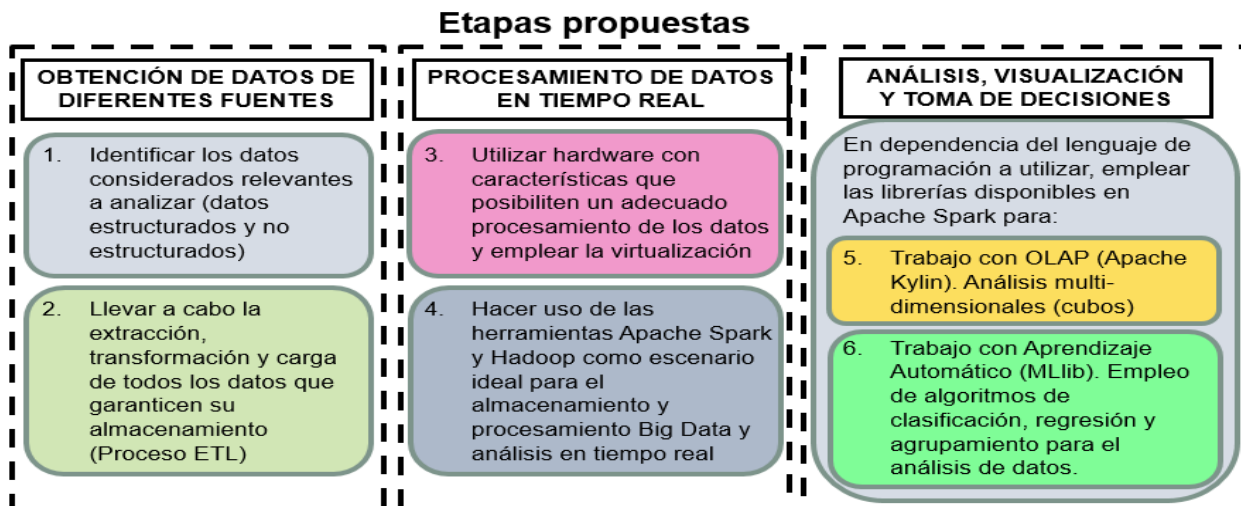 Etapas propuestas
OBTENCIÓN DE DATOS DE
DIFERENTES FUENTES
1. Identificar los datos
considerados relevantes
a analizar (datos
estructurados y no
estructurados)
2. Llevar a cabo la
extracción,
transformación y carga
de todos los datos que
garanticen su
almacenamiento
(Proceso ETL)
PROCESAMIENTO DE DATOS
EN TIEMPO REAL
3. Utilizar hardware con
características que
posibiliten un adecuado
procesamiento de los datos
y emplear la virtualización
4. Hacer uso de las
herramientas Apache Spark
y Hadoop como escenario
ideal para el
almacenamiento y
procesamiento Big Data y
análisis en tiempo real
ANÁLISIS, VISUALIZACIÓN
Y TOMA DE DECISIONES
En dependencia del lenguaje de
programación a utilizar, emplear
las librerías disponibles en
Apache Spark para:
5. Trabajo con OLAP (Apache
Kylin). Análisis multi-
dimensionales (cubos)
6. Trabajo con Aprendizaje
Automático (MLlib). Empleo
de algoritmos de
clasificación, regresión y
agrupamiento para el
análisis de datos.